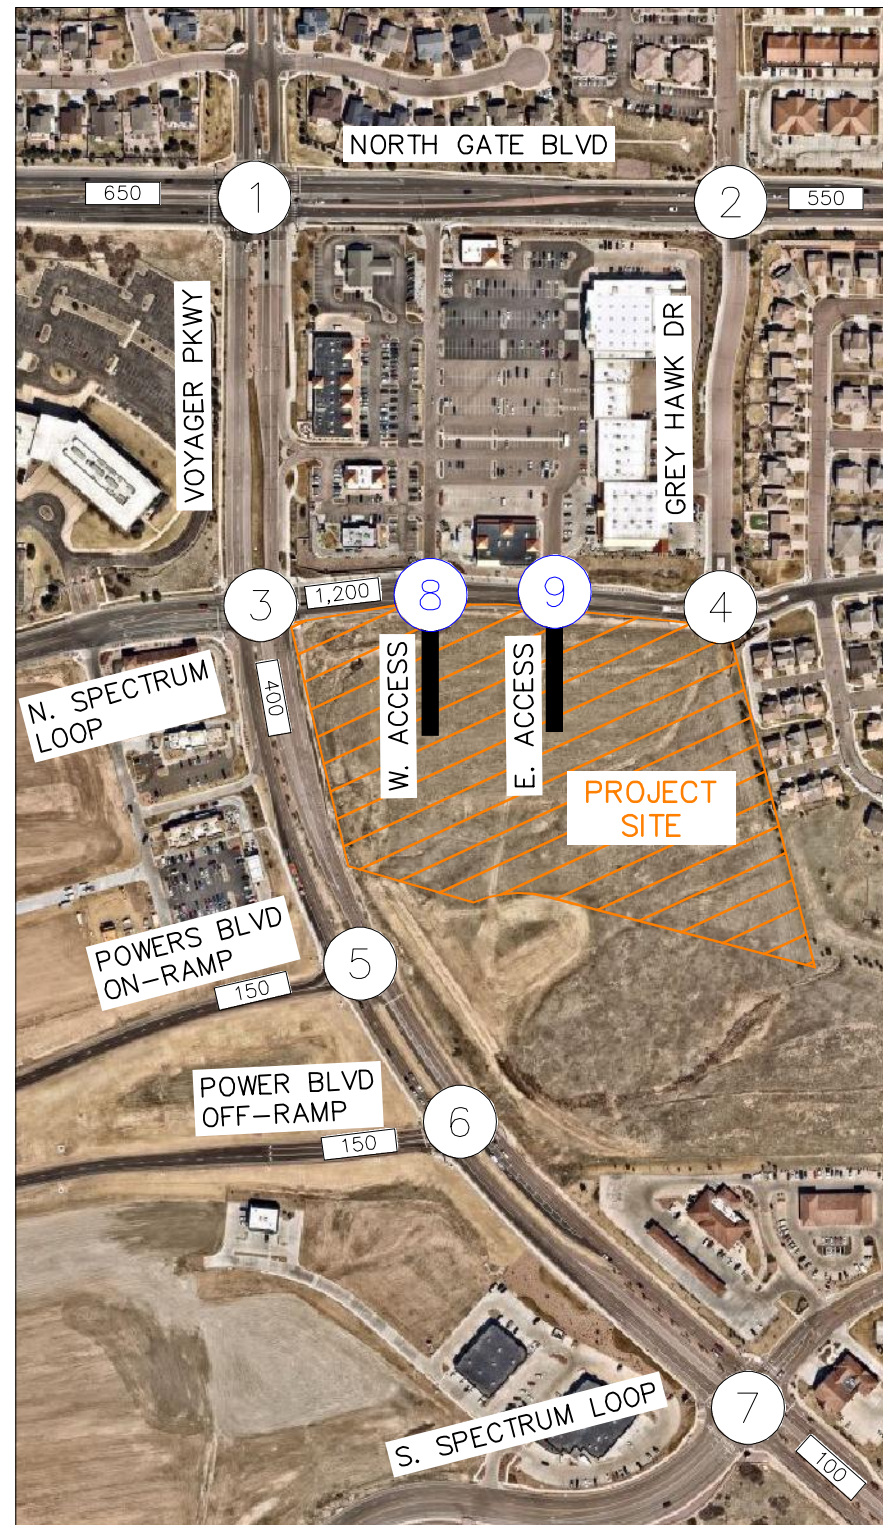 NORTH GATE BLVD
650
1
2
550
VOYAGER PKWY
GREY HAWK DR
3
1,200
8
9
4
N. SPECTRUM
LOOP
400
W. ACCESS
E. ACCESS
PROJECT
SITE
POWERS BLVD
ON-RAMP
5
150
POWER BLVD
OFF-RAMP
6
150
S. SPECTRUM LOOP
7
100